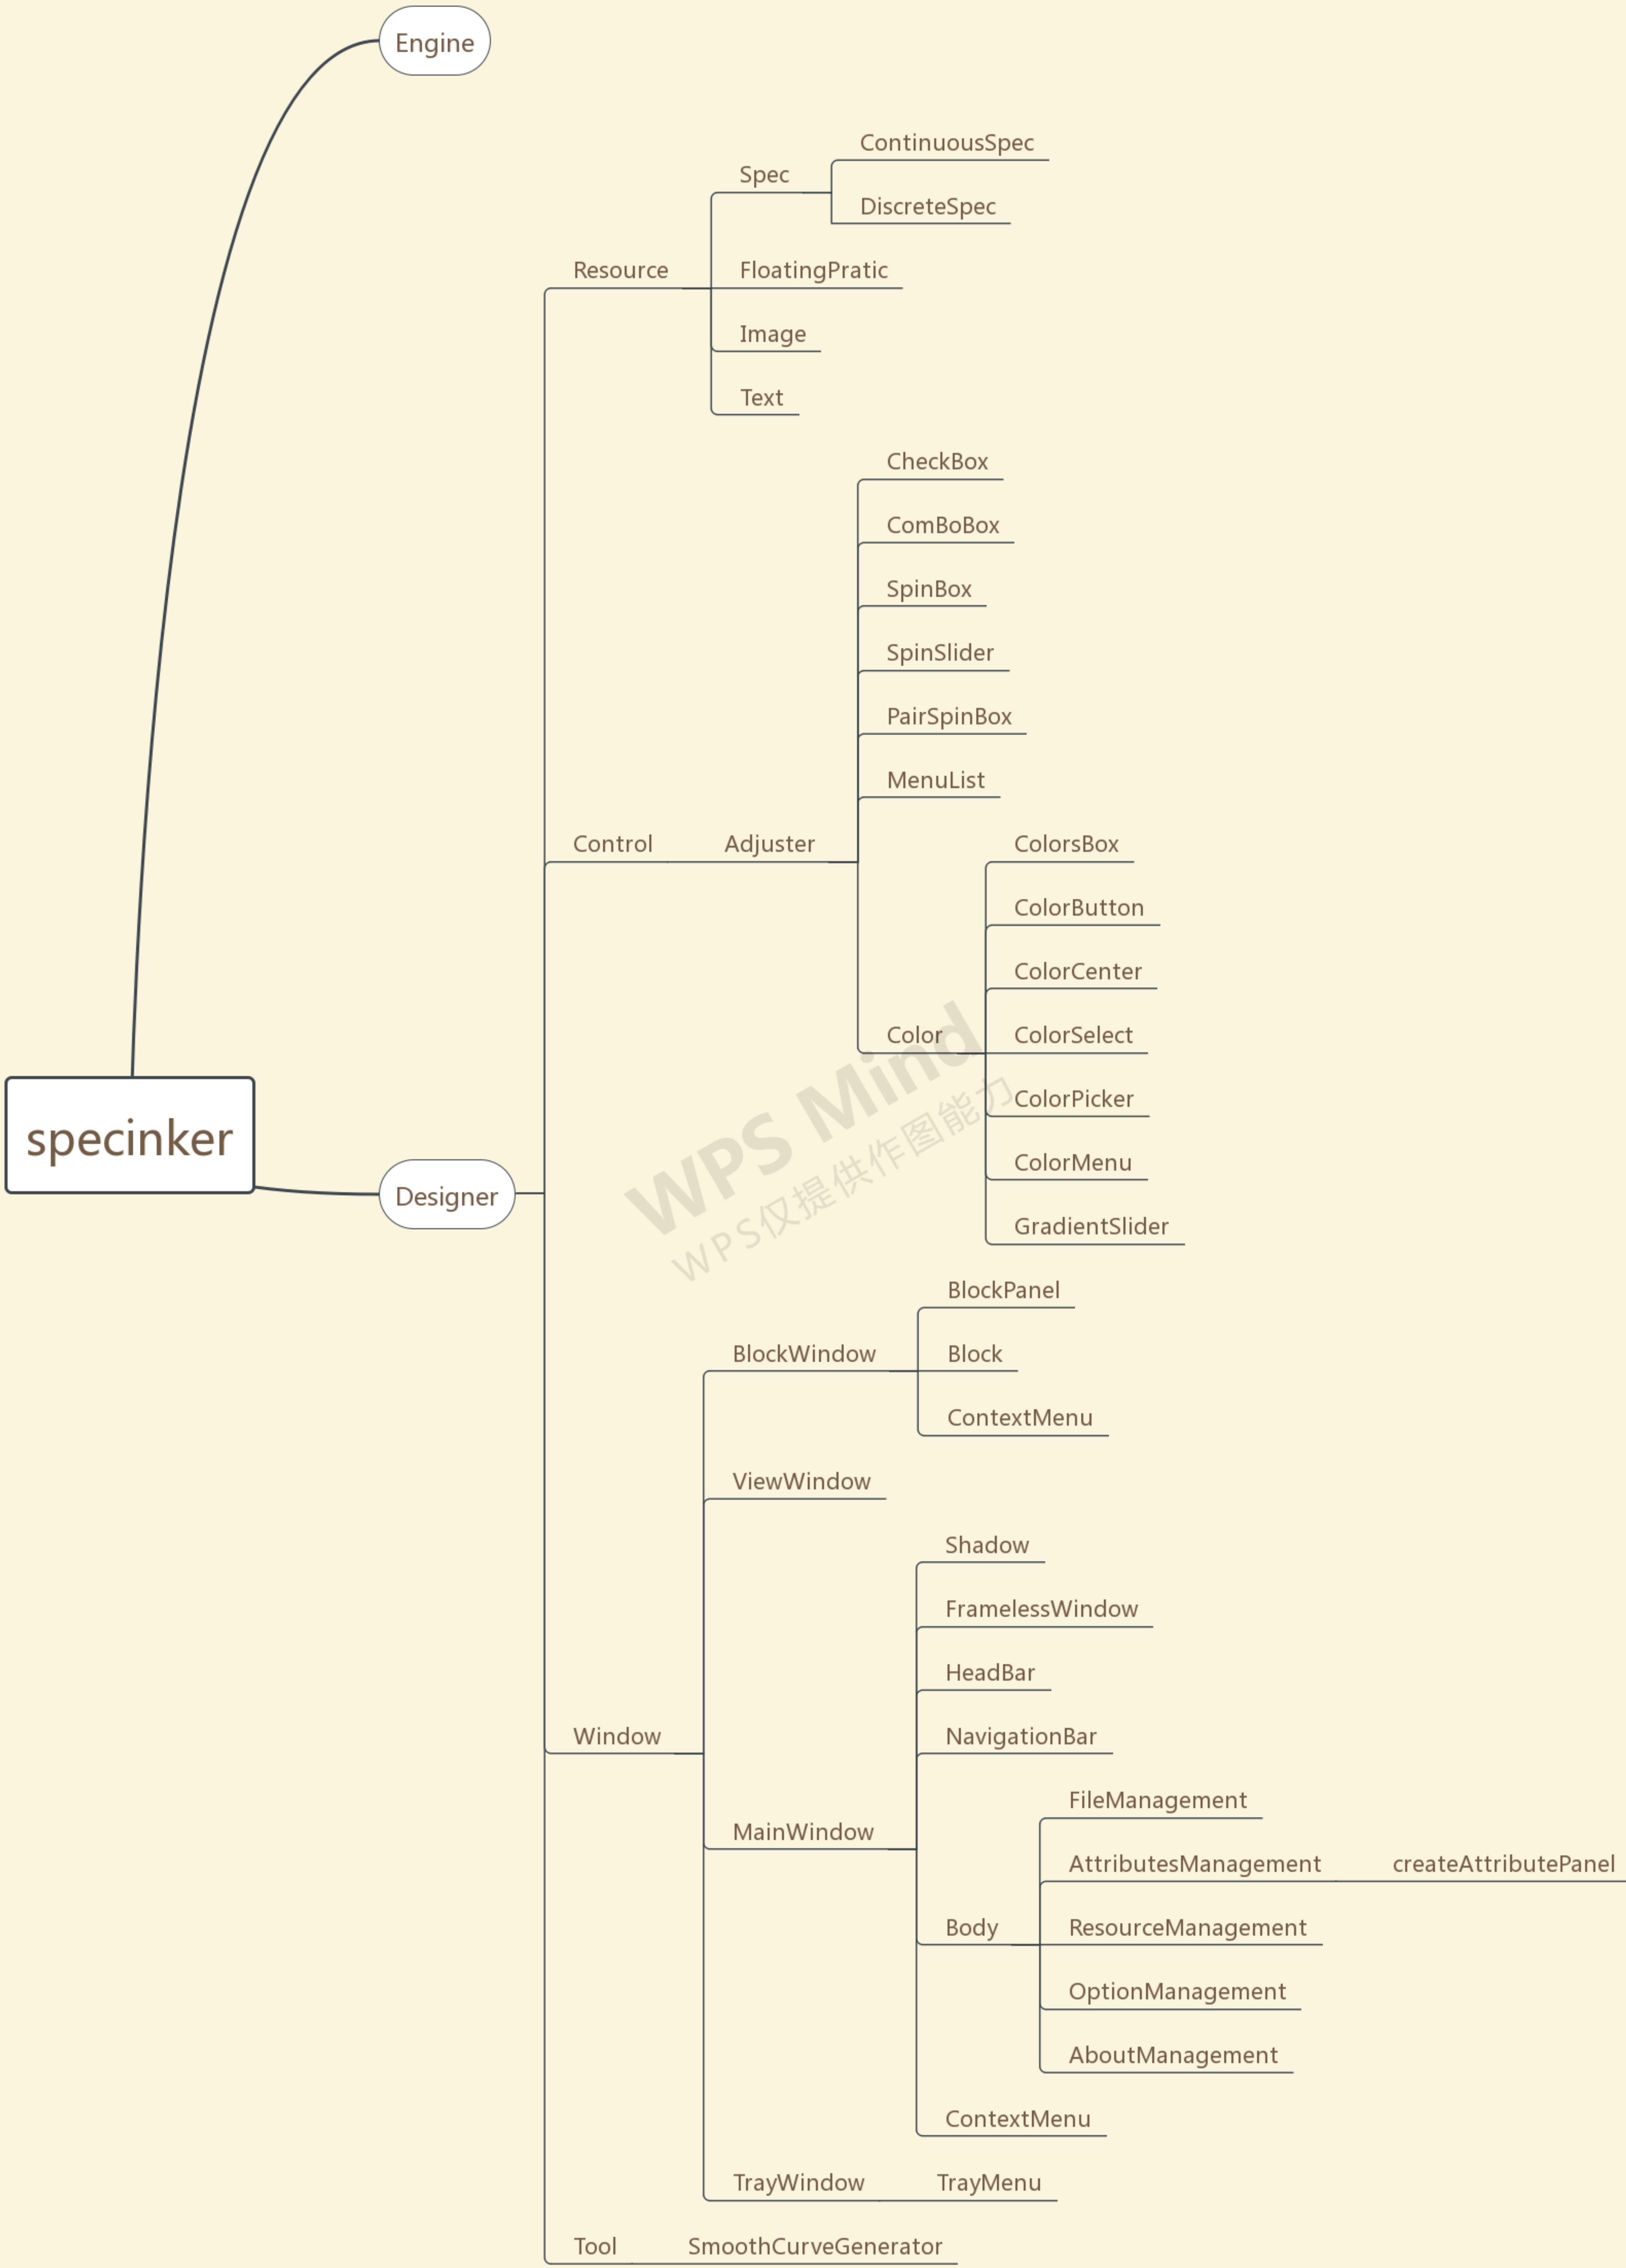 Engine
ContinuousSpec
Spec
DiscreteSpec
Resource
FloatingPratic
Image
Text
CheckBox
ComBoBox
SpinBox
SpinSlider
PairSpinBox
MenuList
Control
Adjuster
ColorsBox
ColorButton
ColorCenter
Color
ColorSelect
ColorPicker
ColorMenu
GradientSlider
specinker
Designer
WPS Mind
WPS仅提供作图能力
BlockPanel
BlockWindow
Block
ContextMenu
ViewWindow
Shadow
FramelessWindow
HeadBar
Window
NavigationBar
FileManagement
MainWindow
AttributesManagement
createAttributePanel
Body
ResourceManagement
OptionManagement
AboutManagement
ContextMenu
TrayWindow
TrayMenu
Tool
SmoothCurveGenerator